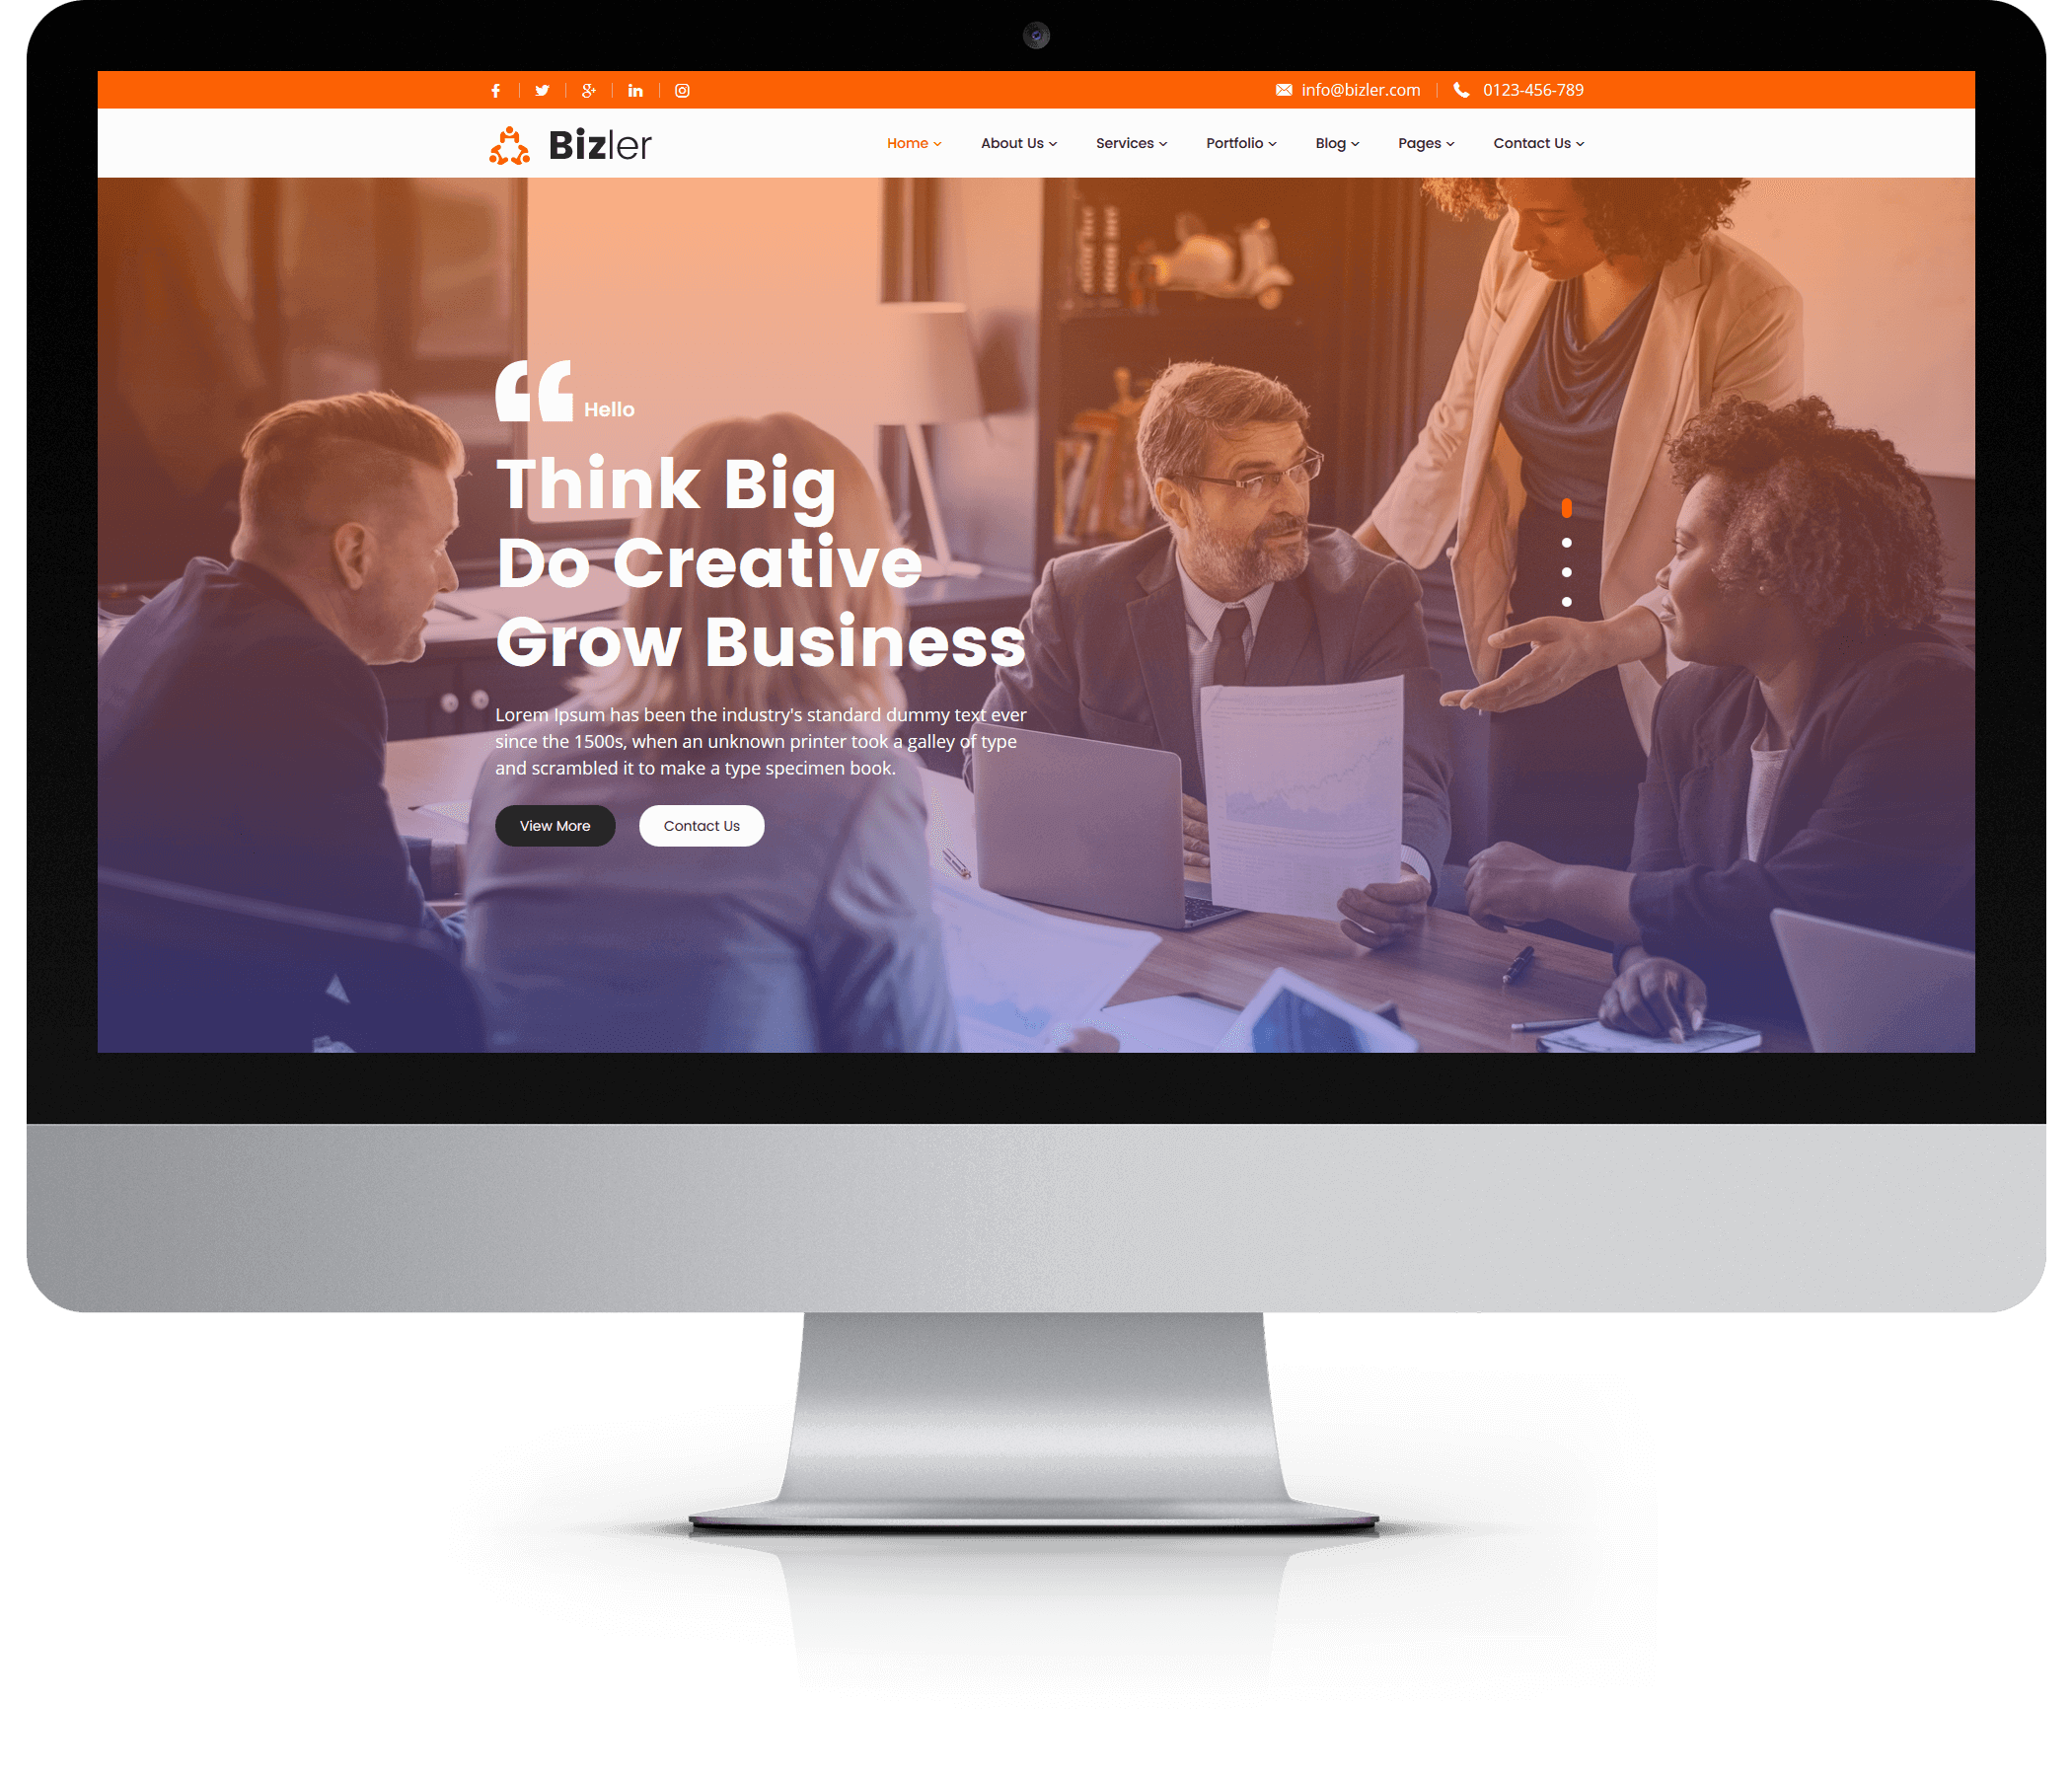 info@bizler.com 0123-456-789
Bizler Home About Us Services Portfolio Blog Pages Contact Us
Hello
Think Big
Do Creative
Grow Business
Lorem Ipsum has been the industry's standard dummy text ever
since the 1500s, when an unknown printer took a galley of type
and scrambled it to make a type specimen book.
View More Contact Us